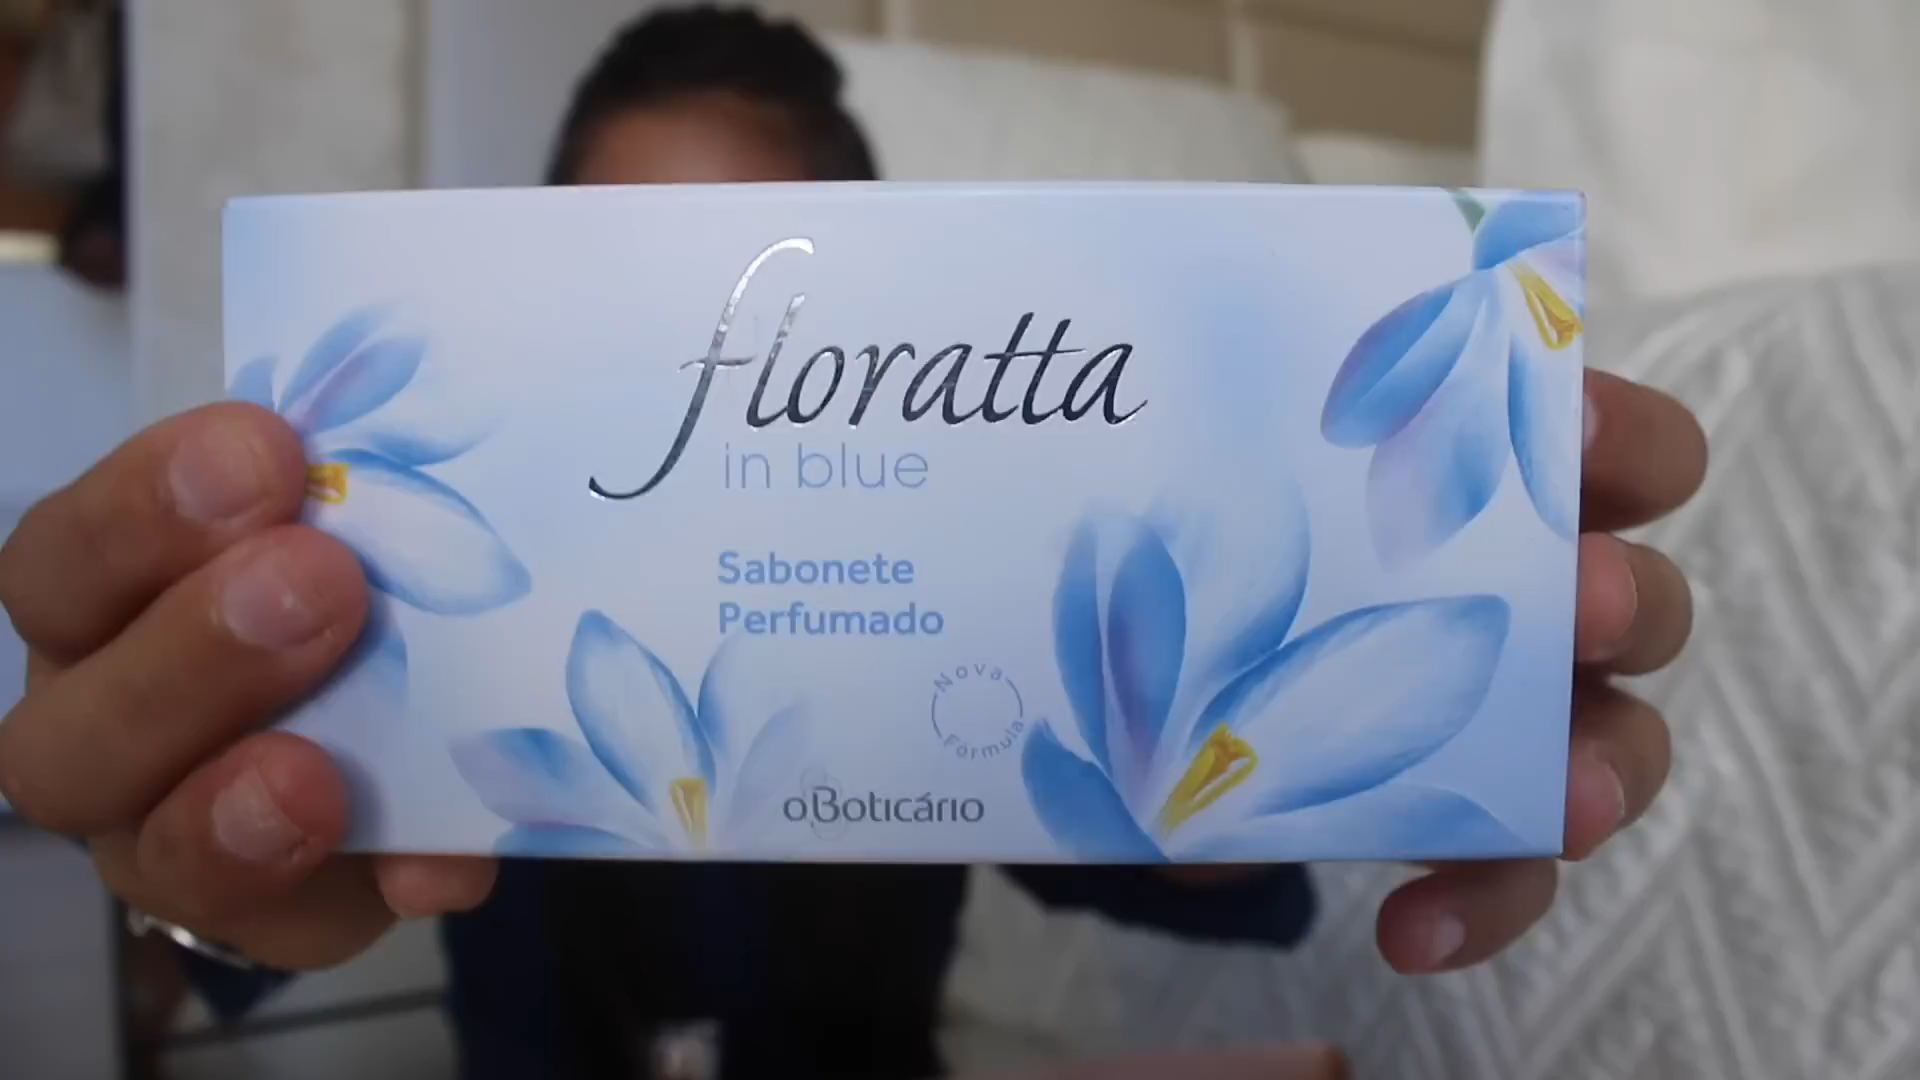 floratta
in blue
Sabonete
Perfumado
Nova
Fórmula
oBoticário